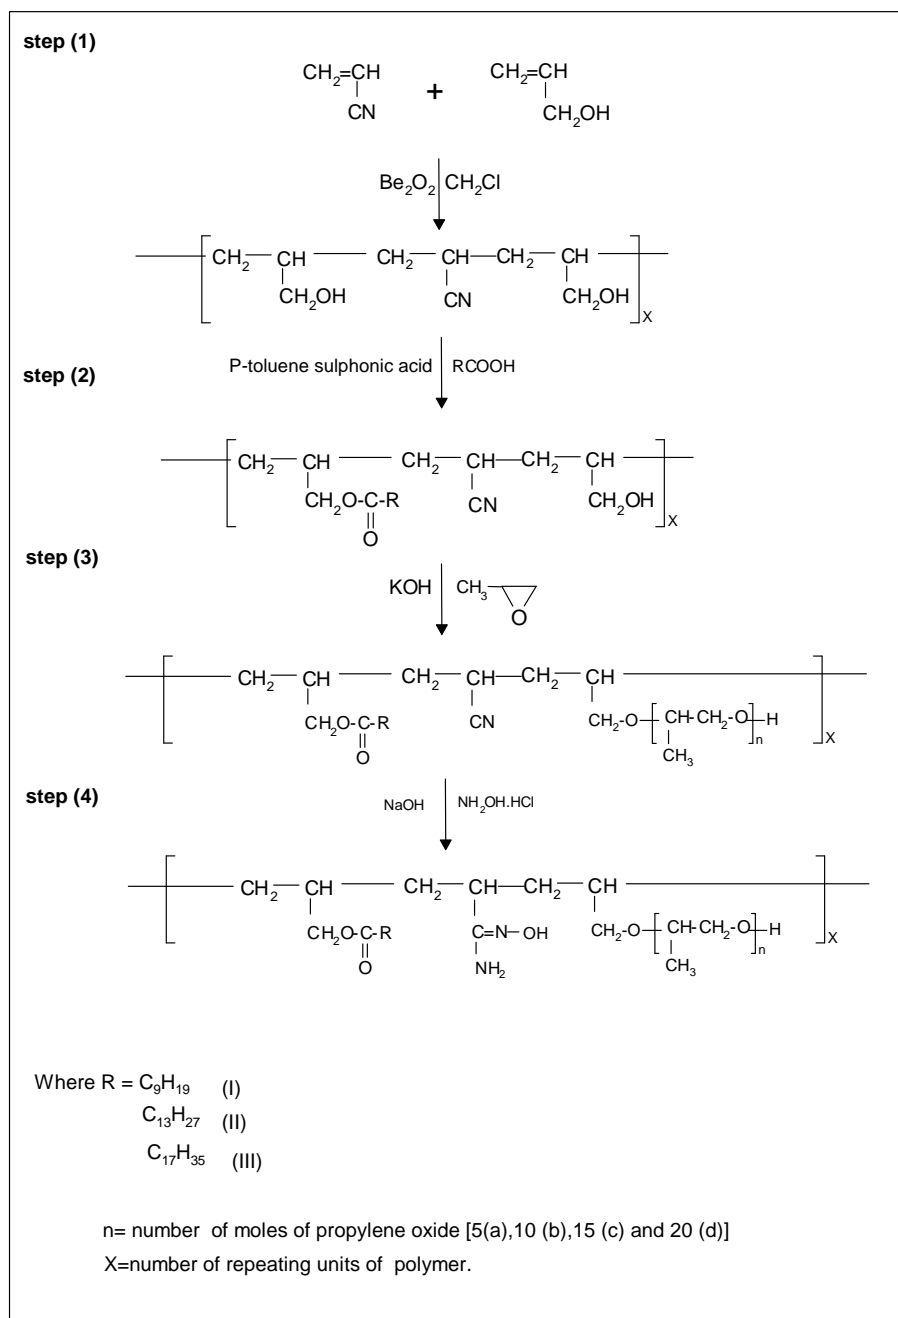 step (1)
CH₂=CH CH₂=CH
CN + CH₂OH
Be₂O₂ CH₂Cl
CH₂ CH CH₂ CH CH₂ CH
CH₂OH CN CH₂OH
X
P-toluene sulphonic acid RCOOH
step (2)
CH₂ CH CH₂ CH CH₂ CH
CH₂O-C-R CN CH₂OH
O X
step (3)
KOH CH₃ O
CH₂ CH CH₂ CH CH₂ CH
CH₂O-C-R CN CH₂-O CH-CH₂-O H
O CH₃ n X
step (4)
NaOH NH₂OH.HCl
CH₂ CH CH₂ CH CH₂ CH
CH₂O-C-R C=N-OH CH₂-O CH-CH₂-O H
O NH₂ CH₃ n X
Where R = C₉H₁₉ (I)
C₁₃H₂₇ (II)
C₁₇H₃₅ (III)
n= number of moles of propylene oxide [5(a),10 (b),15 (c) and 20 (d)]
X=number of repeating units of polymer.